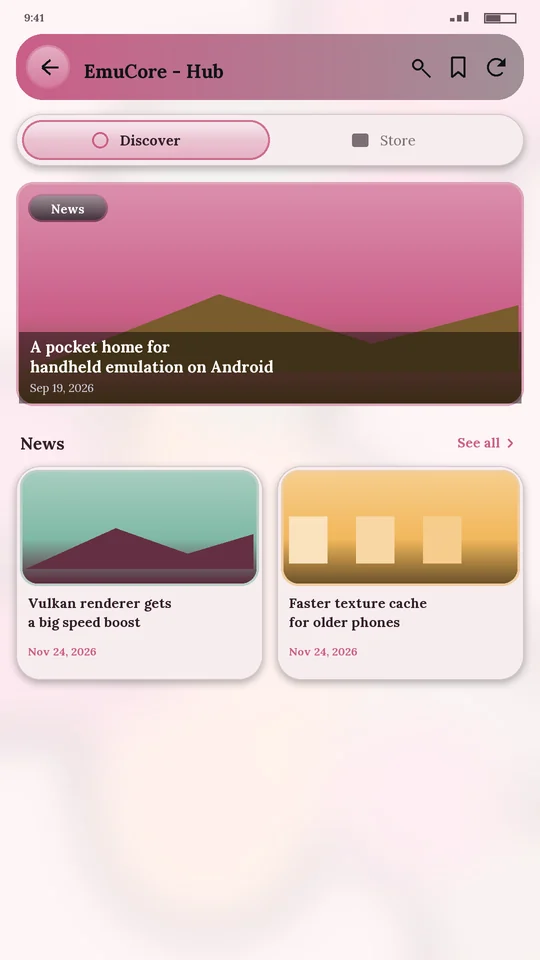 9:41
EmuCore - Hub
Discover
Store
News
A pocket home for
handheld emulation on Android
Sep 19, 2026
News
See all
Vulkan renderer gets
a big speed boost
Nov 24, 2026
Faster texture cache
for older phones
Nov 24, 2026